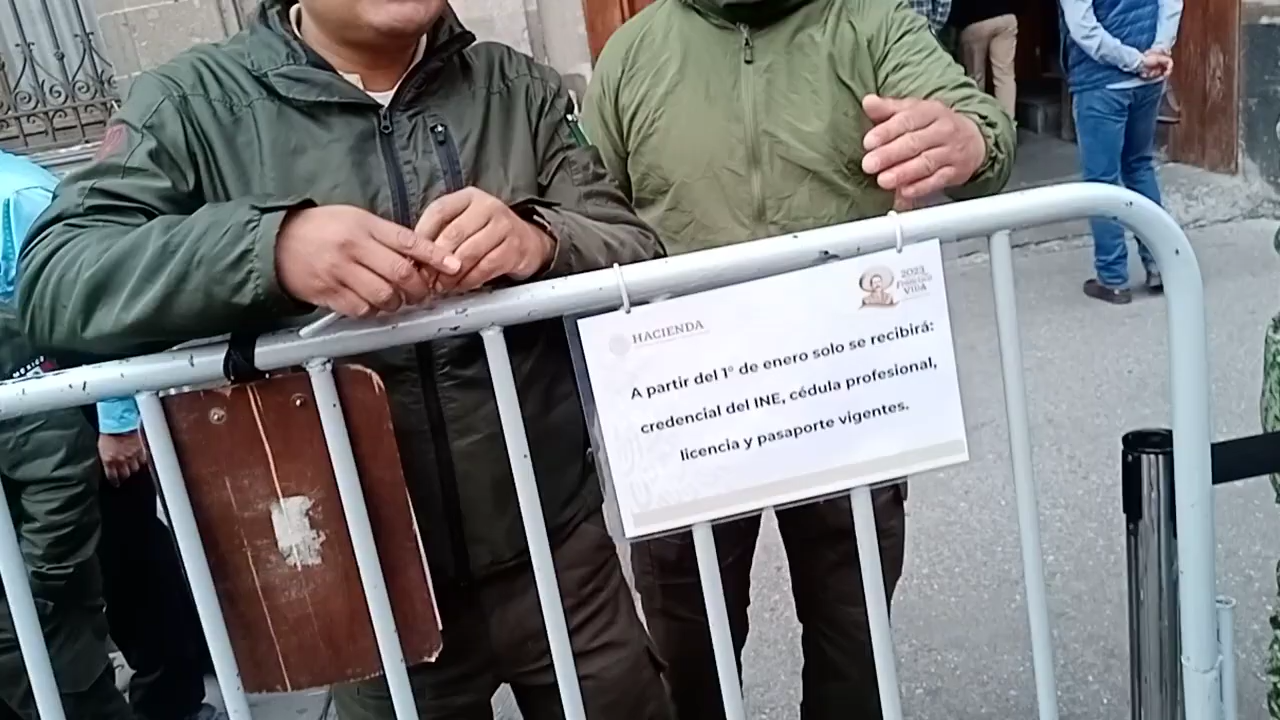 HACIENDA
2023
Francisco
VILLA
A partir del 1° de enero solo se recibirá:
credencial del INE, cédula profesional,
licencia y pasaporte vigentes.
MÉXICO